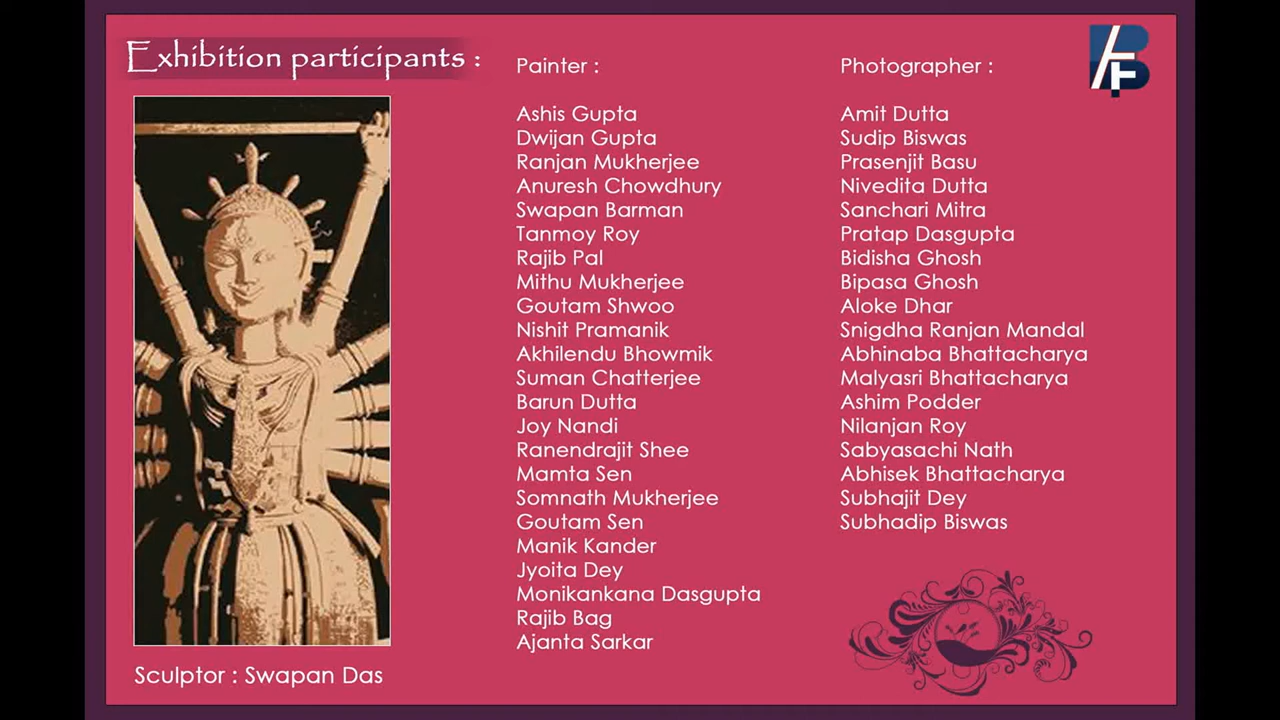 Exhibition participants :
Sculptor : Swapan Das
Painter :
Ashis Gupta
Dwijan Gupta
Ranjan Mukherjee
Anuresh Chowdhury
Swapan Barman
Tanmoy Roy
Rajib Pal
Mithu Mukherjee
Goutam Shwoo
Nishit Pramanik
Akhilendu Bhowmik
Suman Chatterjee
Barun Dutta
Joy Nandi
Ranendrajit Shee
Mamta Sen
Somnath Mukherjee
Goutam Sen
Manik Kander
Jyoita Dey
Monikankana Dasgupta
Rajib Bag
Ajanta Sarkar
Photographer :
Amit Dutta
Sudip Biswas
Prasenjit Basu
Nivedita Dutta
Sanchari Mitra
Pratap Dasgupta
Bidisha Ghosh
Bipasa Ghosh
Aloke Dhar
Snigdha Ranjan Mandal
Abhinaba Bhattacharya
Malyasri Bhattacharya
Ashim Podder
Nilanjan Roy
Sabyasachi Nath
Abhisek Bhattacharya
Subhajit Dey
Subhadip Biswas